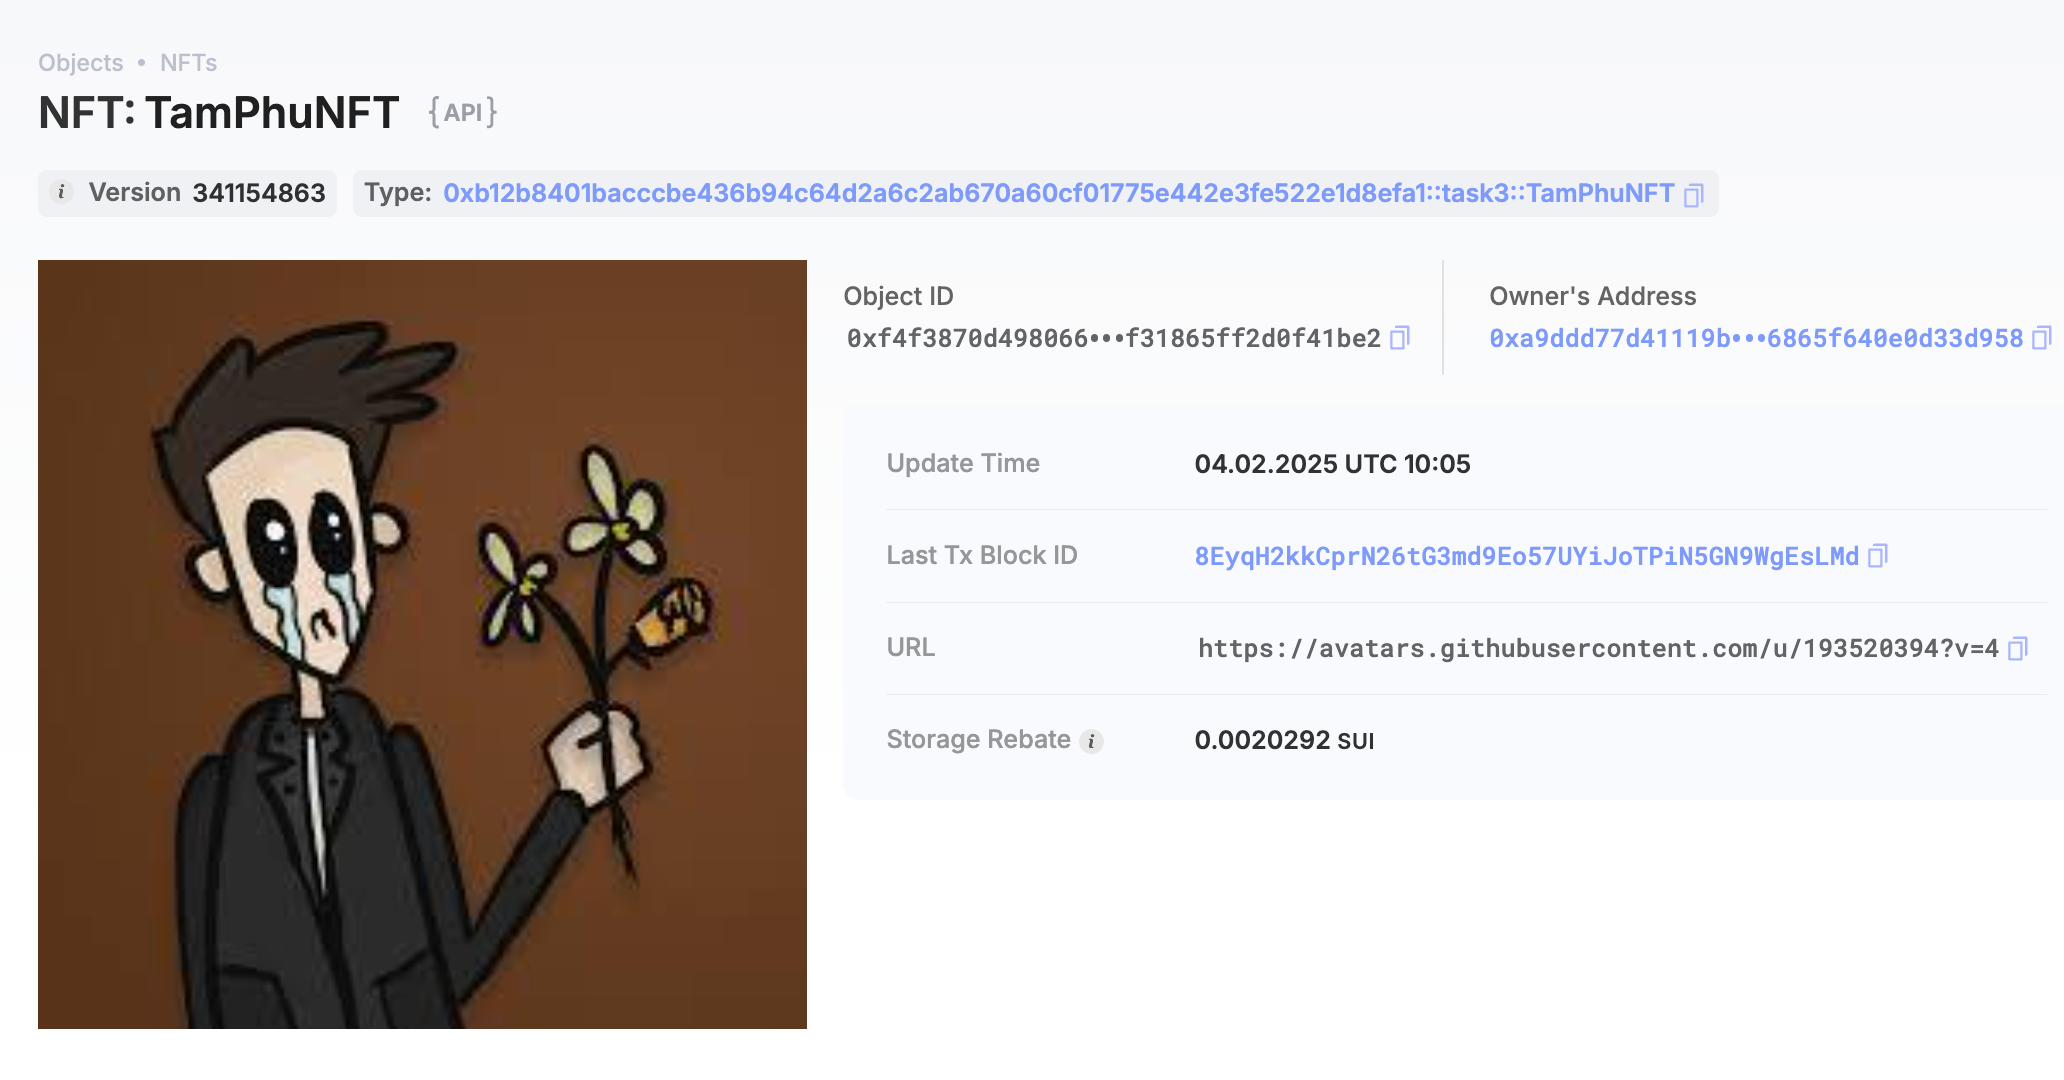 Objects • NFTs
NFT: TamPhuNFT {API}
i Version 341154863 Type: 0xb12b8401bacccbe436b94c64d2a6c2ab670a60cf01775e442e3fe522e1d8efa1::task3::TamPhuNFT
Object ID
0xf4f3870d498066•••f31865ff2d0f41be2
Owner's Address
0xa9ddd77d41119b•••6865f640e0d33d958
Update Time 04.02.2025 UTC 10:05
Last Tx Block ID 8EyqH2kkCprN26tG3md9Eo57UYiJoTPiN5GN9WgEsLMd
URL https://avatars.githubusercontent.com/u/193520394?v=4
Storage Rebate i 0.0020292 SUI